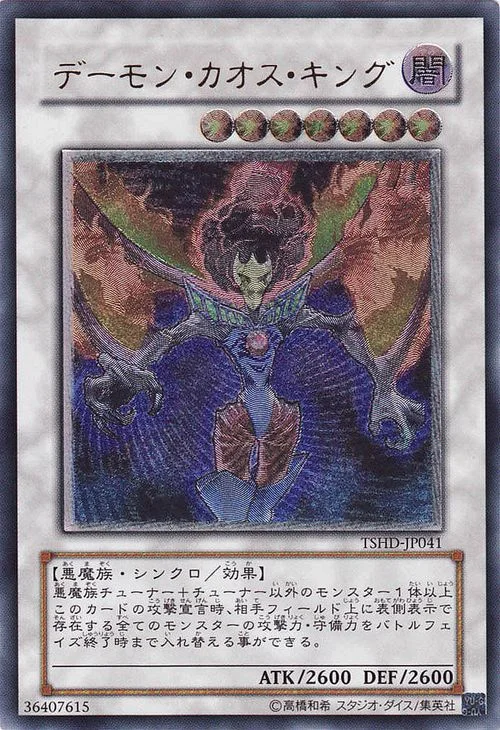 デーモン・カオス・キング
闇
TSHD-JP041
【悪魔族・シンクロ／効果】
悪魔族チューナー＋チューナー以外のモンスター１体以上
このカードの攻撃宣言時、相手フィールド上に表側表示で
存在する全てのモンスターの攻撃力・守備力をバトルフェ
イズ終了時まで入れ替える事ができる。
ATK/2600 DEF/2600
36407615
©高橋和希 スタジオ・ダイス/集英社